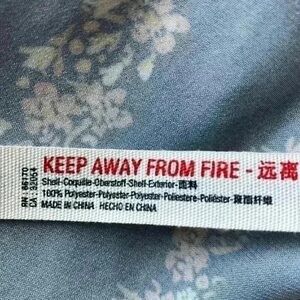 KEEP AWAY FROM FIRE - 远离
Shell-Coquille-Oberstoff-Shell-Exterior-面料
100% Polyester-Polyester-Polyester-Poliestere-Poliéster-聚酯纤维
MADE IN CHINA HECHO EN CHINA
RN : 66170
CA : 32054